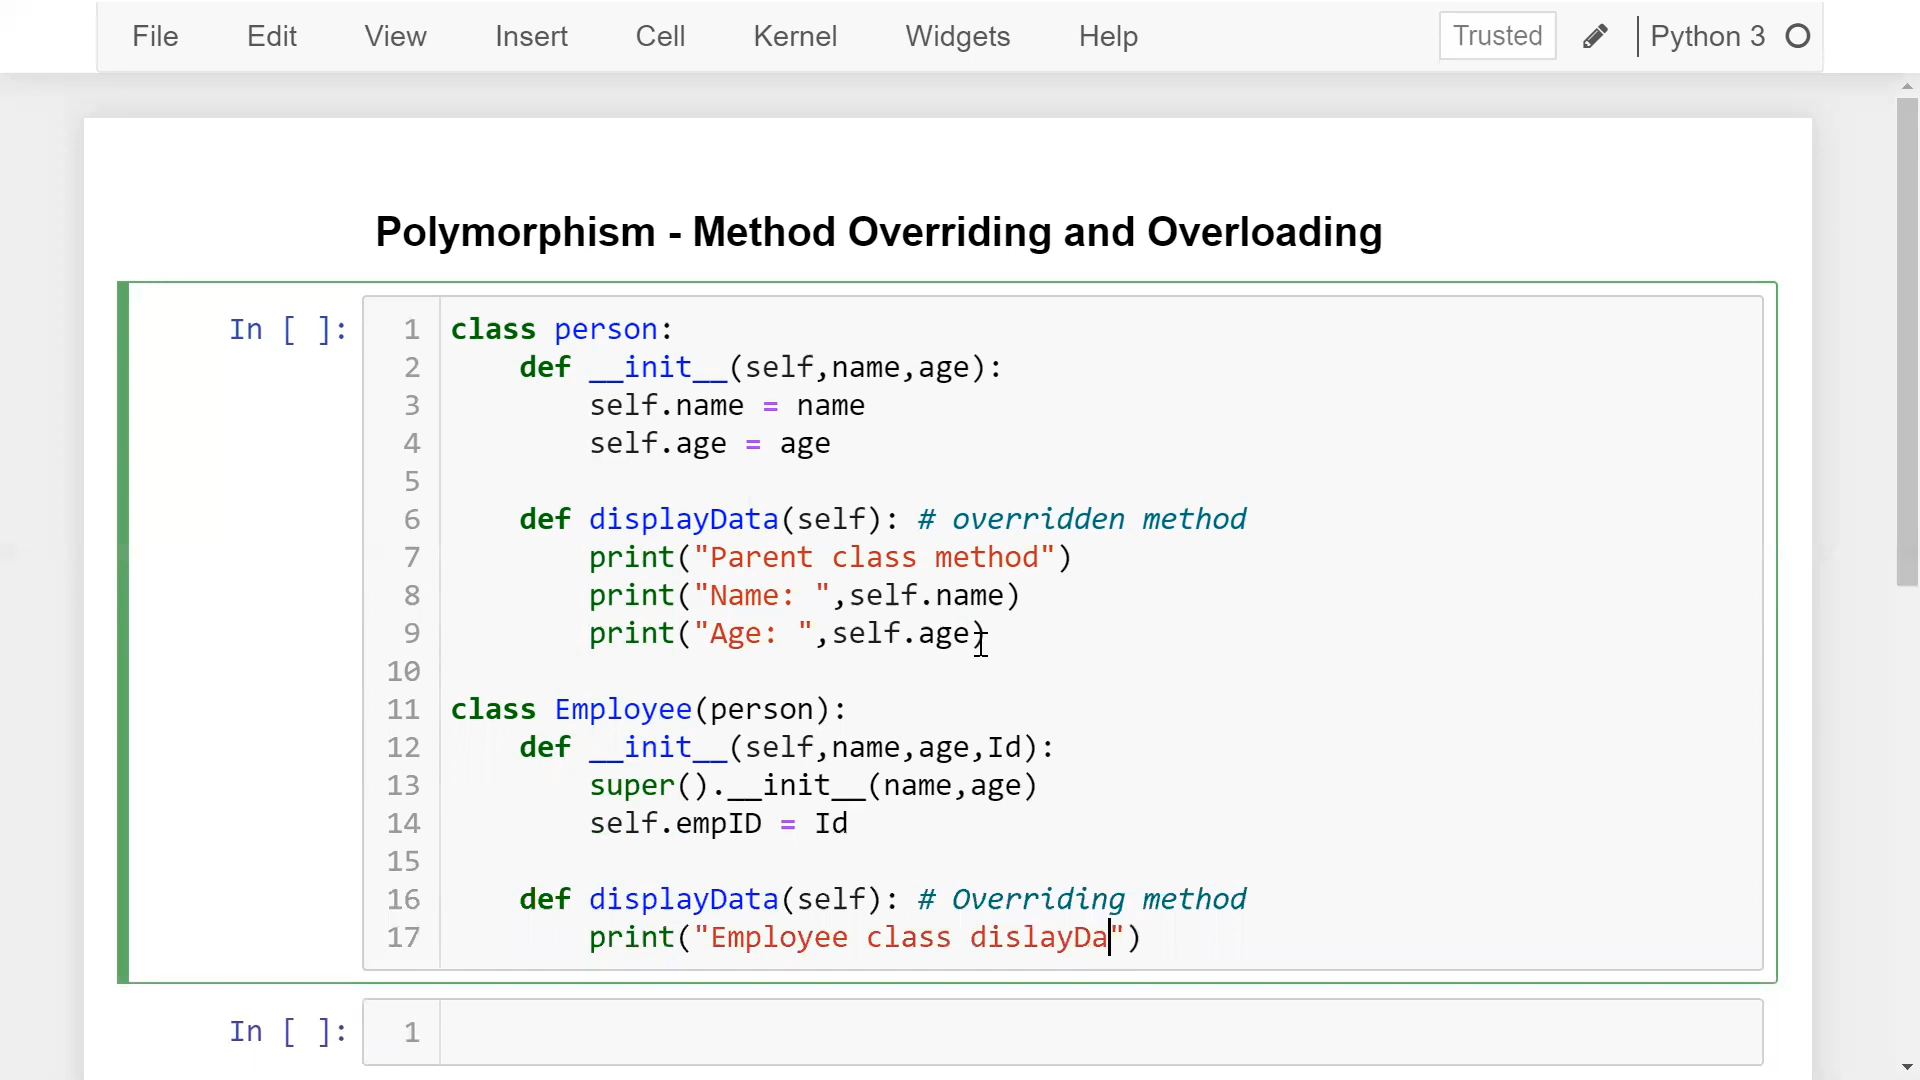 File Edit View Insert Cell Kernel Widgets Help Trusted Python 3
Polymorphism - Method Overriding and Overloading
In [ ]:
1 class person:
2     def __init__(self,name,age):
3         self.name = name
4         self.age = age
5
6     def displayData(self): # overridden method
7         print("Parent class method")
8         print("Name: ",self.name)
9         print("Age: ",self.age)
10
11 class Employee(person):
12     def __init__(self,name,age,Id):
13         super().__init__(name,age)
14         self.empID = Id
15
16     def displayData(self): # Overriding method
17         print("Employee class dislayDa")
In [ ]: 1